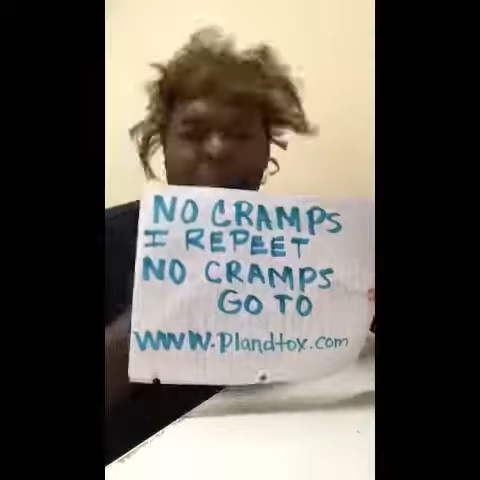 NO CRAMPS
I REPEET
NO CRAMPS
GO TO
WWW.Plandtox.com